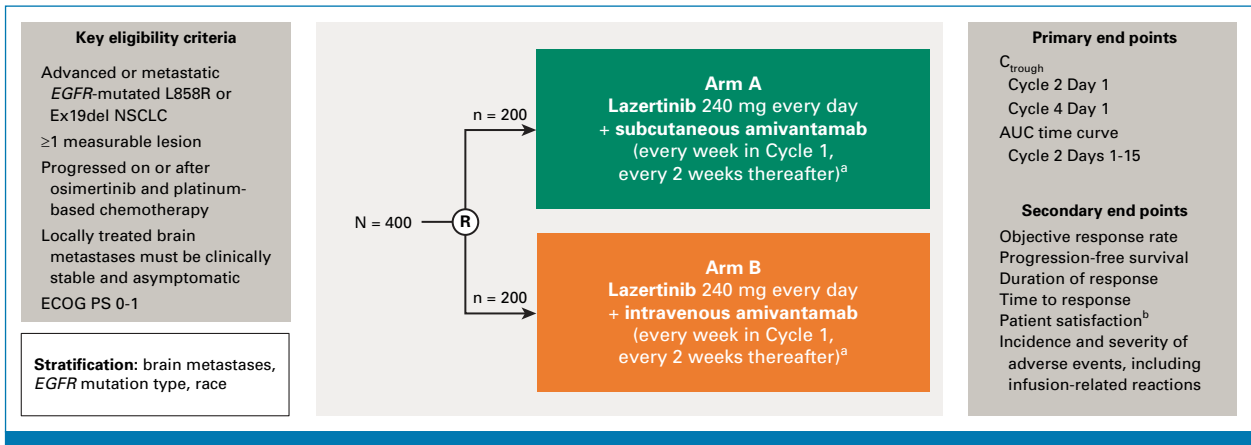 Key eligibility criteria
Advanced or metastatic
EGFR-mutated L858R or
Ex19del NSCLC
≥1 measurable lesion
Progressed on or after
osimertinib and platinum-
based chemotherapy
Locally treated brain
metastases must be clinically
stable and asymptomatic
ECOG PS 0-1
Stratification: brain metastases,
EGFR mutation type, race
N = 400
R
n = 200
n = 200
Arm A
Lazertinib 240 mg every day
+ subcutaneous amivantamab
(every week in Cycle 1,
every 2 weeks thereafter)a
Arm B
Lazertinib 240 mg every day
+ intravenous amivantamab
(every week in Cycle 1,
every 2 weeks thereafter)a
Primary end points
Ctrough
Cycle 2 Day 1
Cycle 4 Day 1
AUC time curve
Cycle 2 Days 1-15
Secondary end points
Objective response rate
Progression-free survival
Duration of response
Time to response
Patient satisfactionb
Incidence and severity of
adverse events, including
infusion-related reactions